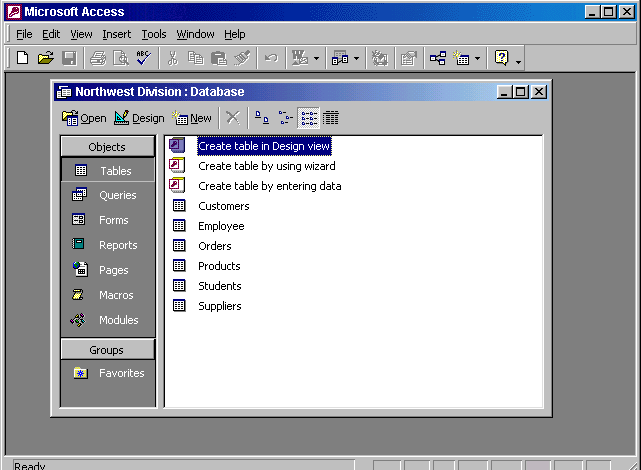 Microsoft Access
File Edit View Insert Tools Window Help
Northwest Division : Database
Open Design New
Objects
Tables
Queries
Forms
Reports
Pages
Macros
Modules
Groups
Favorites
Create table in Design view
Create table by using wizard
Create table by entering data
Customers
Employee
Orders
Products
Students
Suppliers
Ready